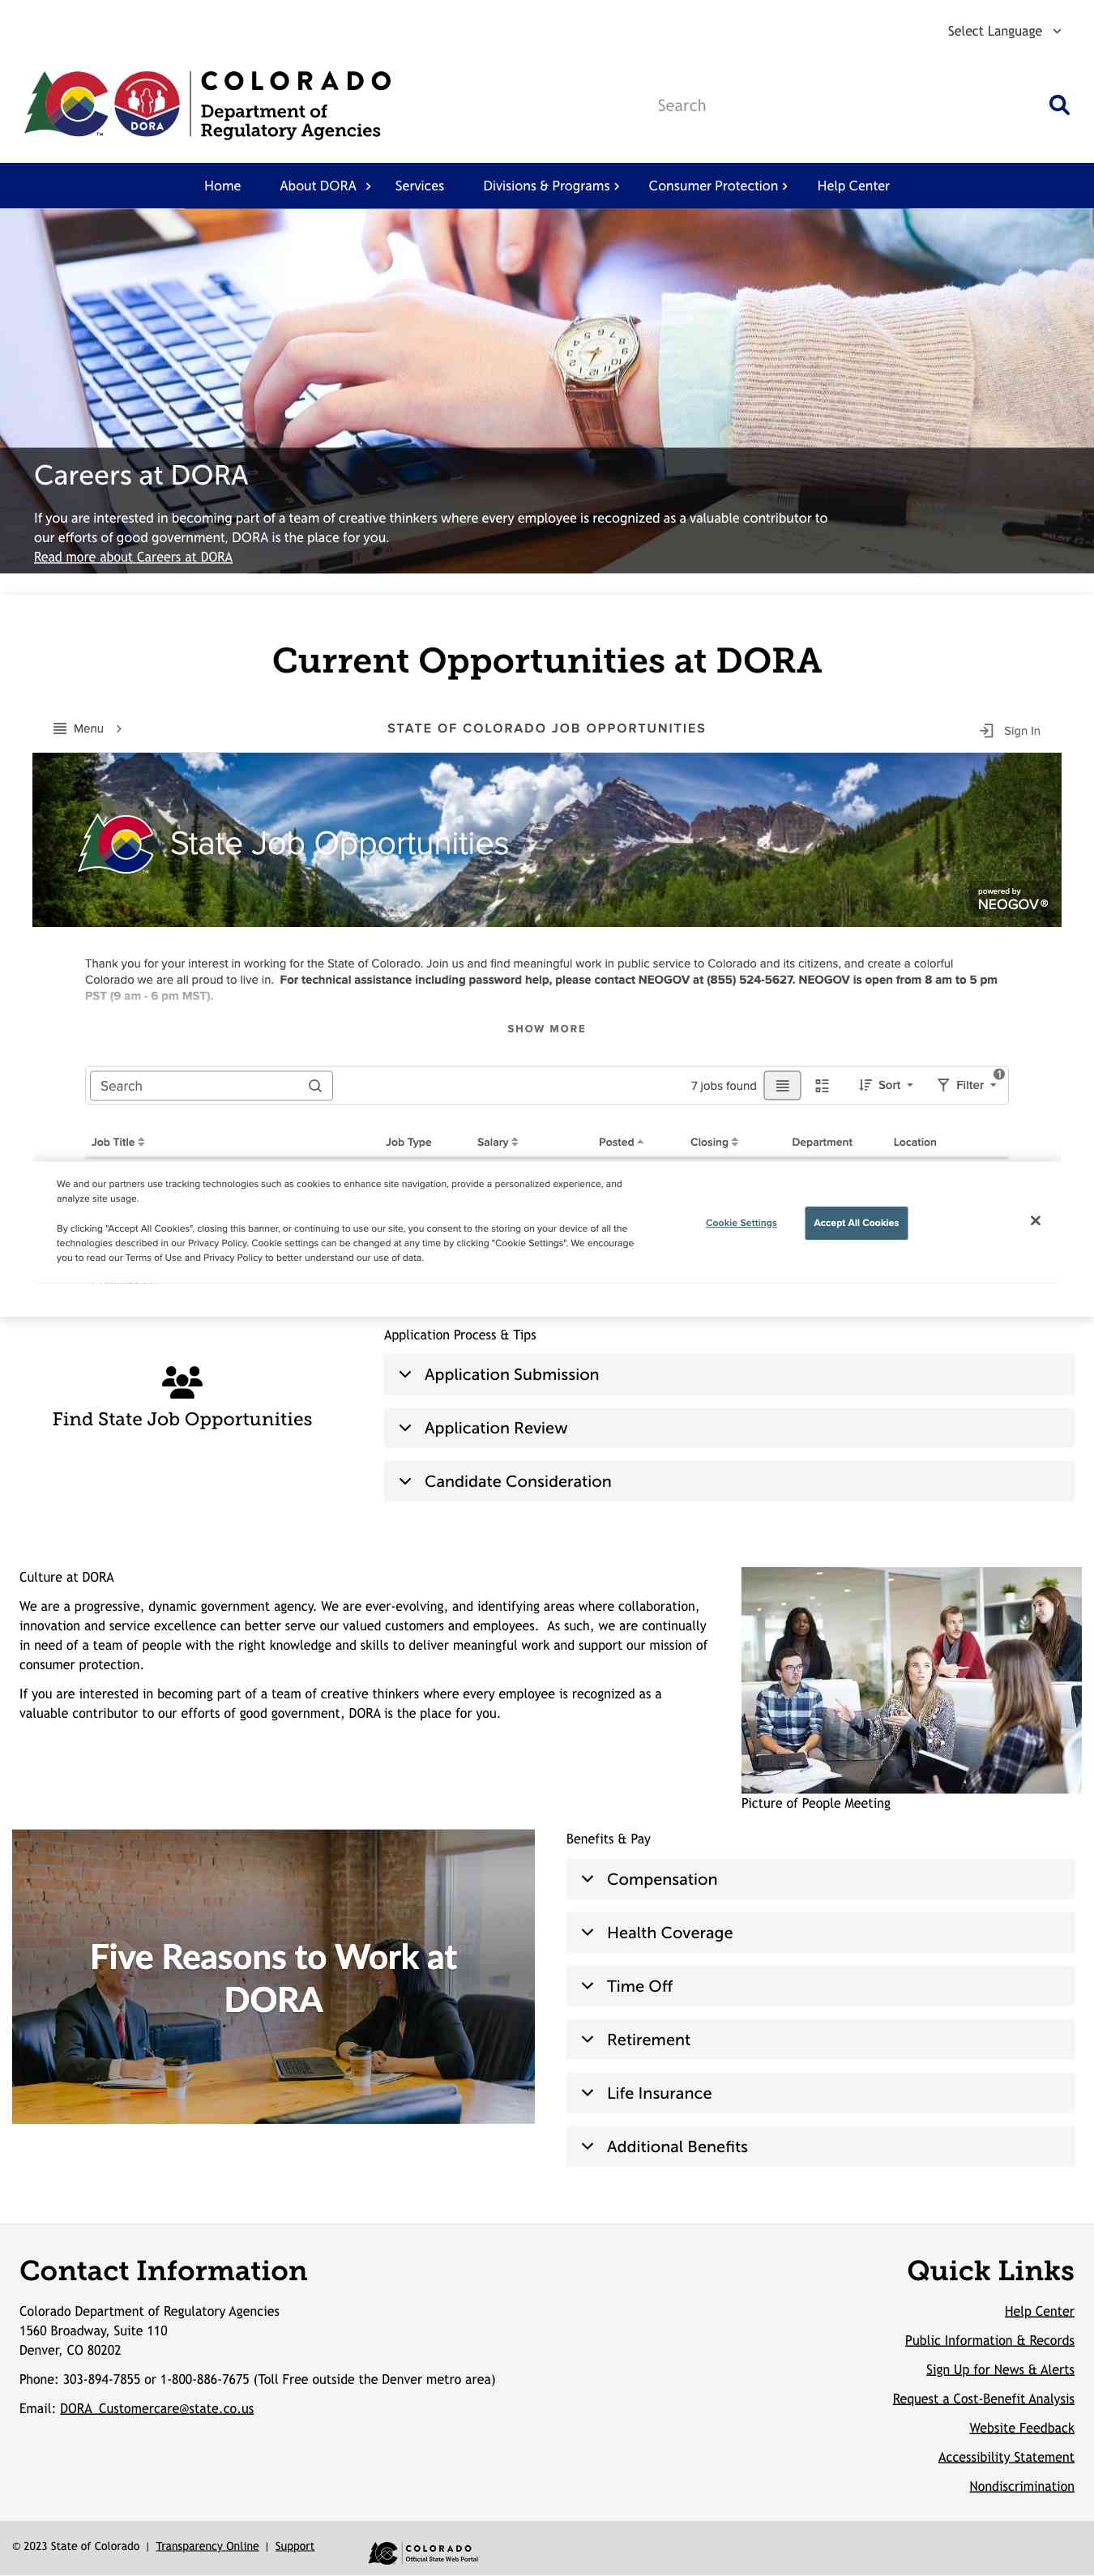 Select Language
COLORADO
Department of
Regulatory Agencies
DORA
TM
Search
Home
About DORA
Services
Divisions & Programs
Consumer Protection
Help Center
Careers at DORA
If you are interested in becoming part of a team of creative thinkers where every employee is recognized as a valuable contributor to
our efforts of good government, DORA is the place for you.
Read more about Careers at DORA
Current Opportunities at DORA
Menu
STATE OF COLORADO JOB OPPORTUNITIES
Sign In
State Job Opportunities
powered by
NEOGOV®
Thank you for your interest in working for the State of Colorado. Join us and find meaningful work in public service to Colorado and its citizens, and create a colorful
Colorado we are all proud to live in. For technical assistance including password help, please contact NEOGOV at (855) 524-5627. NEOGOV is open from 8 am to 5 pm
PST (9 am - 6 pm MST).
SHOW MORE
Search
7 jobs found
Sort
Filter
1
Job Title
Job Type
Salary
Posted
Closing
Department
Location
We and our partners use tracking technologies such as cookies to enhance site navigation, provide a personalized experience, and
analyze site usage.
By clicking "Accept All Cookies", closing this banner, or continuing to use our site, you consent to the storing on your device of all the
technologies described in our Privacy Policy. Cookie settings can be changed at any time by clicking "Cookie Settings". We encourage
you to read our Terms of Use and Privacy Policy to better understand our use of data.
Cookie Settings
Accept All Cookies
Find State Job Opportunities
Application Process & Tips
Application Submission
Application Review
Candidate Consideration
Culture at DORA
We are a progressive, dynamic government agency. We are ever-evolving, and identifying areas where collaboration,
innovation and service excellence can better serve our valued customers and employees.  As such, we are continually
in need of a team of people with the right knowledge and skills to deliver meaningful work and support our mission of
consumer protection.
If you are interested in becoming part of a team of creative thinkers where every employee is recognized as a
valuable contributor to our efforts of good government, DORA is the place for you.
Picture of People Meeting
Five Reasons to Work at
DORA
Benefits & Pay
Compensation
Health Coverage
Time Off
Retirement
Life Insurance
Additional Benefits
Contact Information
Colorado Department of Regulatory Agencies
1560 Broadway, Suite 110
Denver, CO 80202
Phone: 303-894-7855 or 1-800-886-7675 (Toll Free outside the Denver metro area)
Email: DORA_Customercare@state.co.us
Quick Links
Help Center
Public Information & Records
Sign Up for News & Alerts
Request a Cost-Benefit Analysis
Website Feedback
Accessibility Statement
Nondiscrimination
© 2023 State of Colorado | Transparency Online | Support
COLORADO
Official State Web Portal